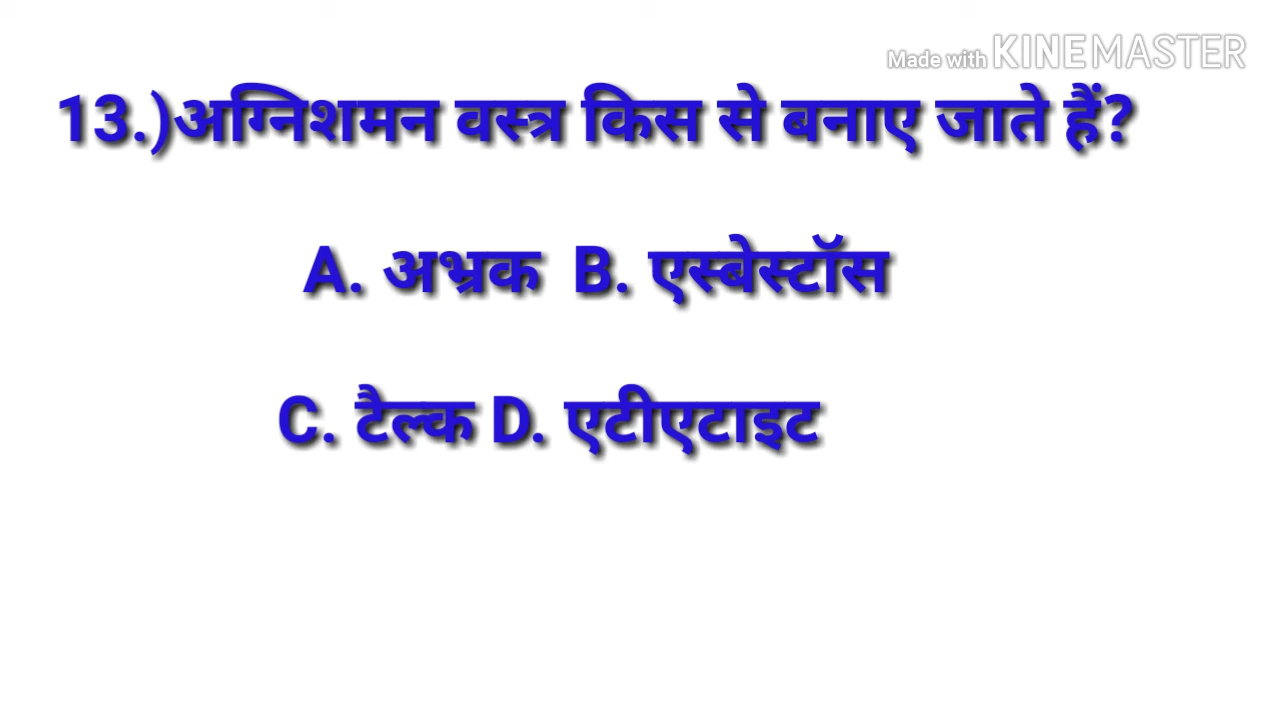 Made with KINEMASTER
13.)अग्निशमन वस्त्र किस से बनाए जाते हैं?
A. अभ्रक B. एस्बेस्टॉस
C. टैल्क D. एटीएटाइट